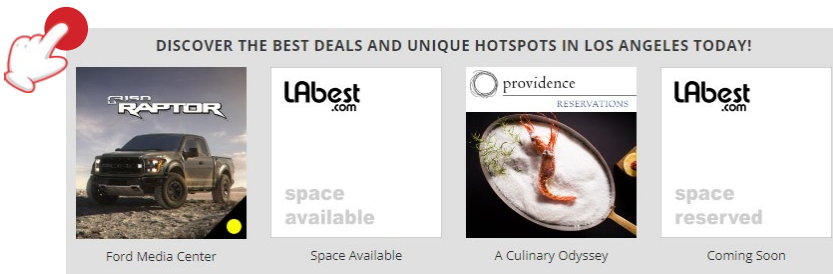 DISCOVER THE BEST DEALS AND UNIQUE HOTSPOTS IN LOS ANGELES TODAY!
F-150
RAPTOR
Ford Media Center
LAbest
.com
space
available
Space Available
providence
RESERVATIONS
A Culinary Odyssey
LAbest
.com
space
reserved
Coming Soon